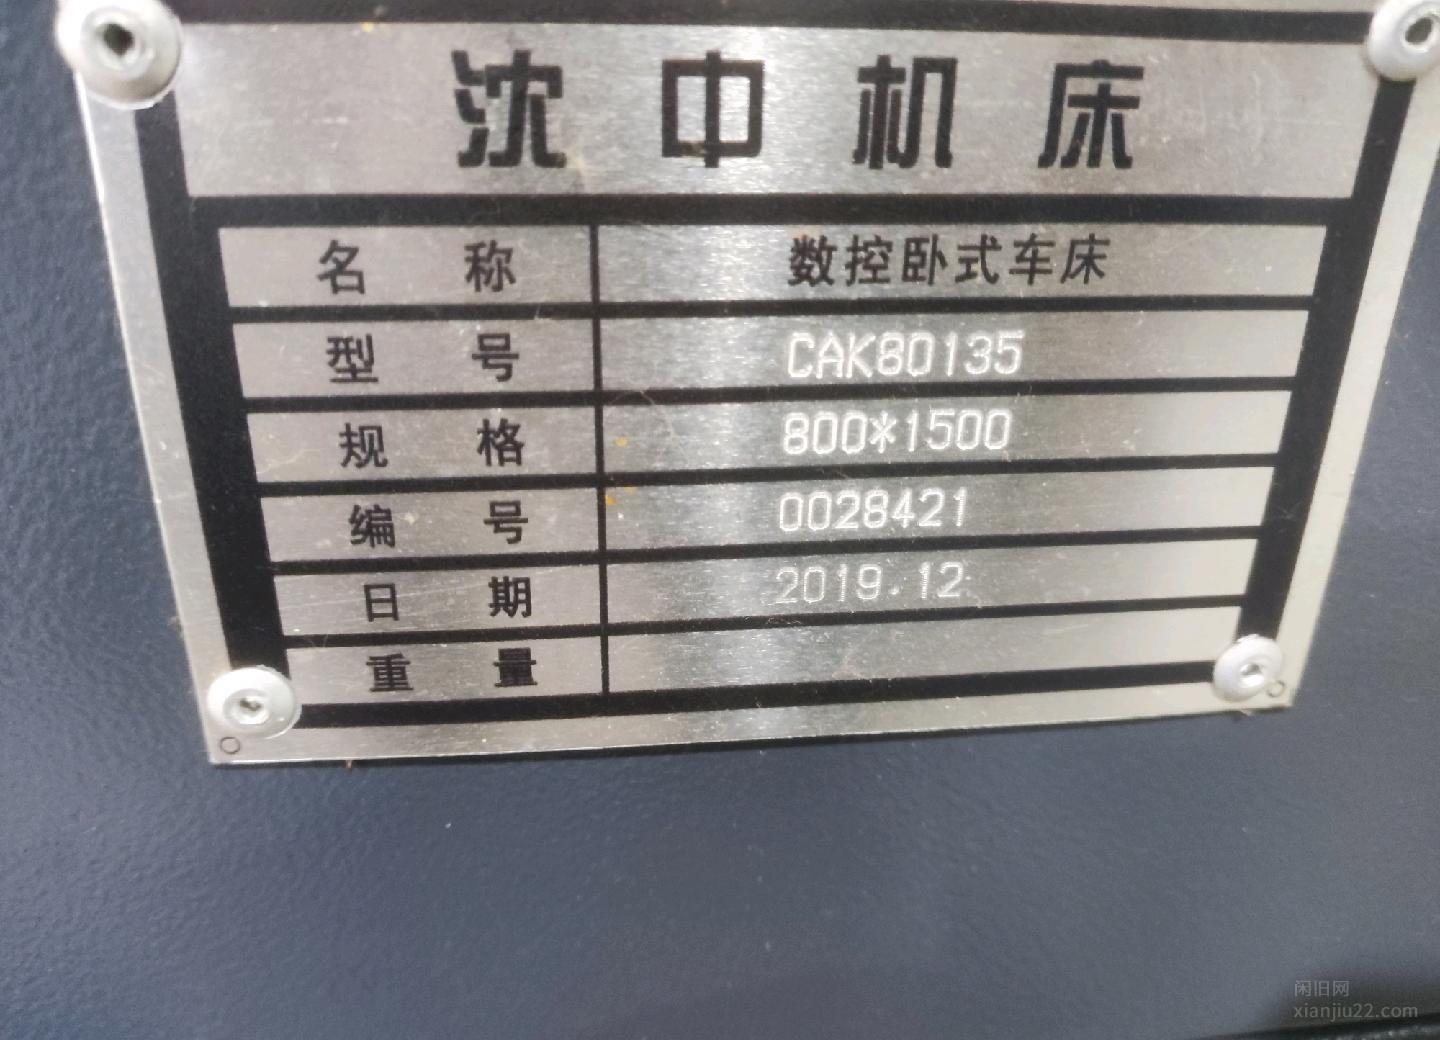 沈中机床
名称 数控卧式车床
型号 CAK80135
规格 800*1500
编号 0028421
日期 2019.12
重量
闲旧网
xianjiu22.com